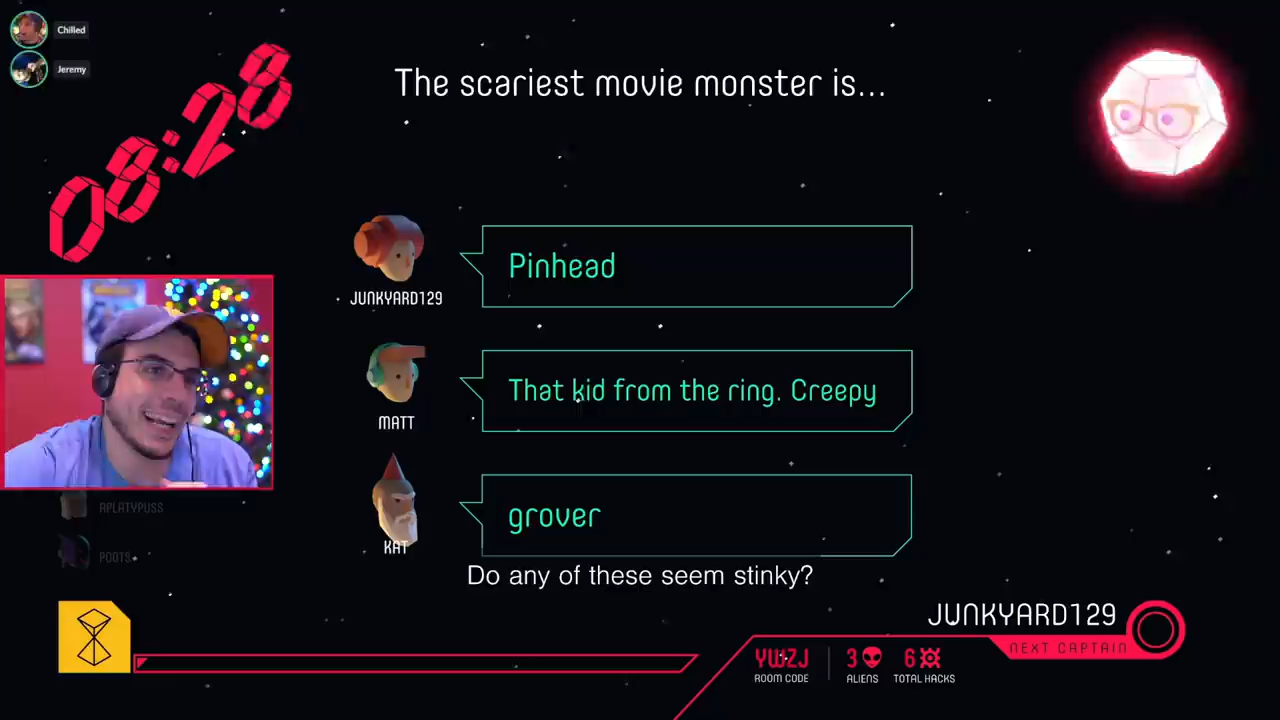 Chilled
Jeremy
08:28
The scariest movie monster is...
Pinhead
JUNKYARD129
That kid from the ring. Creepy
MATT
grover
KAT
APLATYPUSS
POOTS
Do any of these seem stinky?
JUNKYARD129
NEXT CAPTAIN
YWZJ
ROOM CODE
3
ALIENS
6
TOTAL HACKS